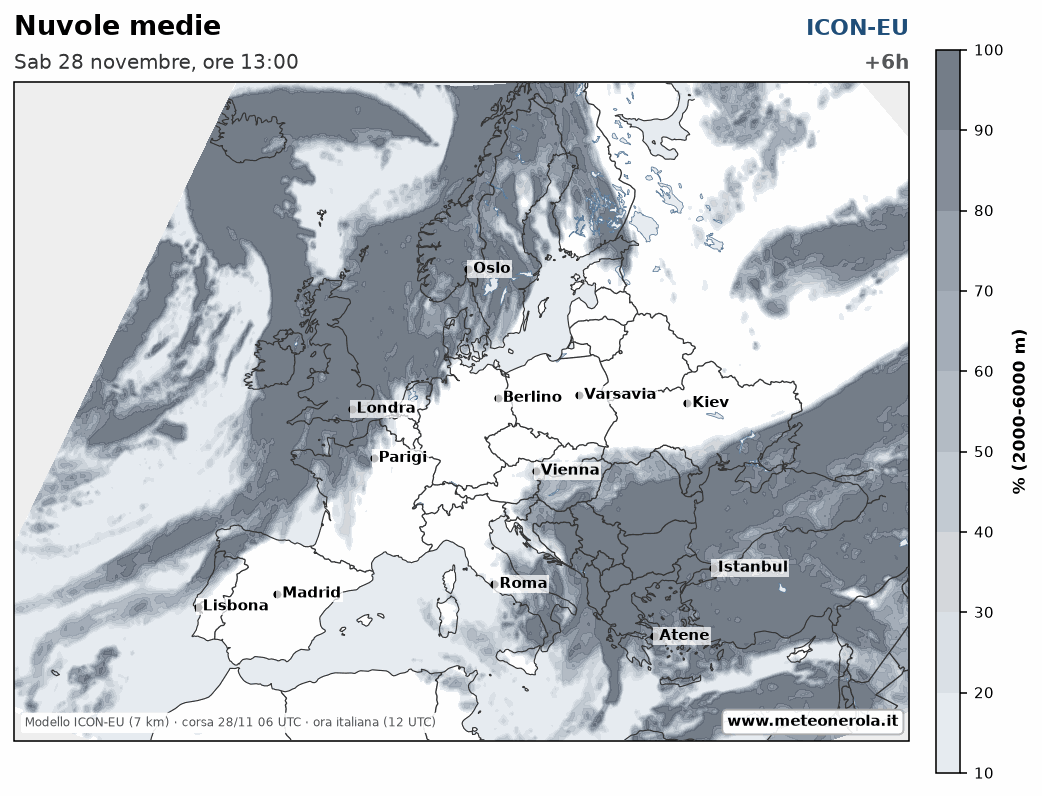 Nuvole medie
ICON-EU
Sab 28 novembre, ore 13:00
+6h
Oslo
Londra
Berlino
Varsavia
Kiev
Parigi
Vienna
Istanbul
Roma
Madrid
Lisbona
Atene
Modello ICON-EU (7 km) · corsa 28/11 06 UTC · ora italiana (12 UTC)
www.meteonerola.it
100
90
80
70
60
50
40
30
20
10
% (2000-6000 m)